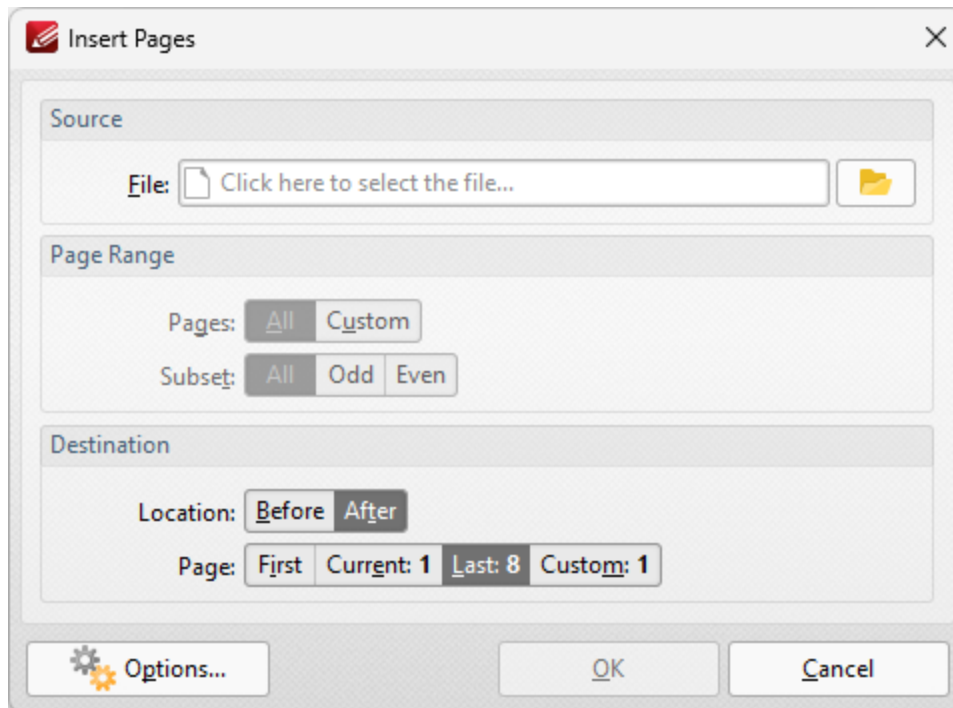 Insert Pages
Source
File: Click here to select the file...
Page Range
Pages: All Custom
Subset: All Odd Even
Destination
Location: Before After
Page: First Current: 1 Last: 8 Custom: 1
Options... OK Cancel